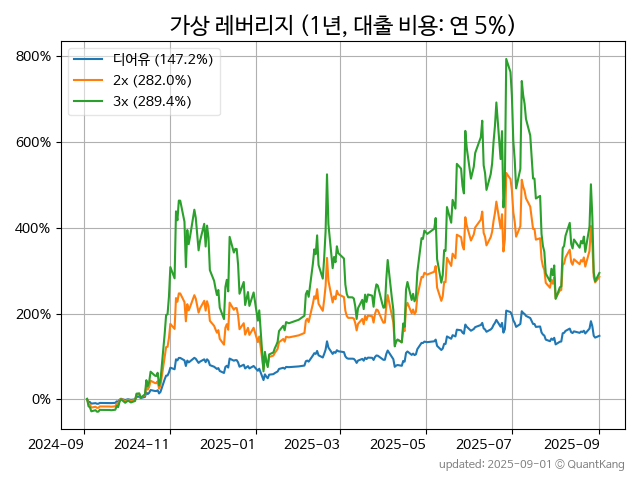 가상 레버리지 (1년, 대출 비용: 연 5%)
디어유 (147.2%)
2x (282.0%)
3x (289.4%)
800%
600%
400%
200%
0%
2024-09 2024-11 2025-01 2025-03 2025-05 2025-07 2025-09
updated: 2025-09-01 © QuantKang